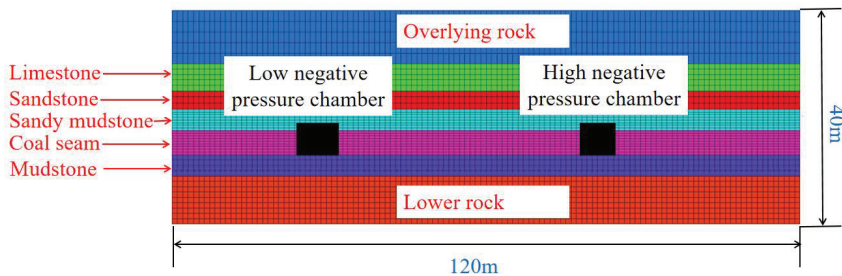 Overlying rock
Limestone
Low negative
pressure chamber
High negative
pressure chamber
Sandstone
Sandy mudstone
Coal seam
Mudstone
Lower rock
40m
120m